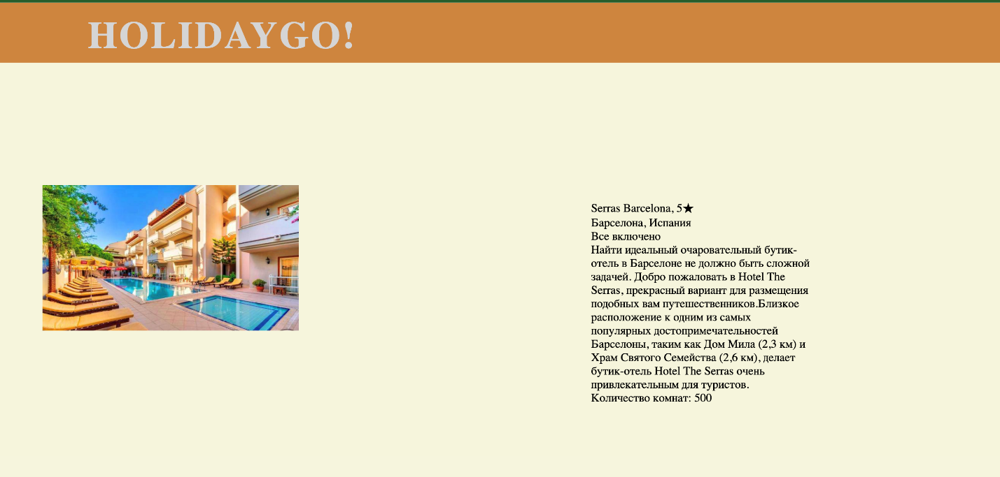 HOLIDAYGO!
Serras Barcelona, 5★
Барселона, Испания
Все включено
Найти идеальный очаровательный бутик-
отель в Барселоне не должно быть сложной
задачей. Добро пожаловать в Hotel The
Serras, прекрасный вариант для размещения
подобных вам путешественников.Близкое
расположение к одним из самых
популярных достопримечательностей
Барселоны, таким как Дом Мила (2,3 км) и
Храм Святого Семейства (2,6 км), делает
бутик-отель Hotel The Serras очень
привлекательным для туристов.
Количество комнат: 500